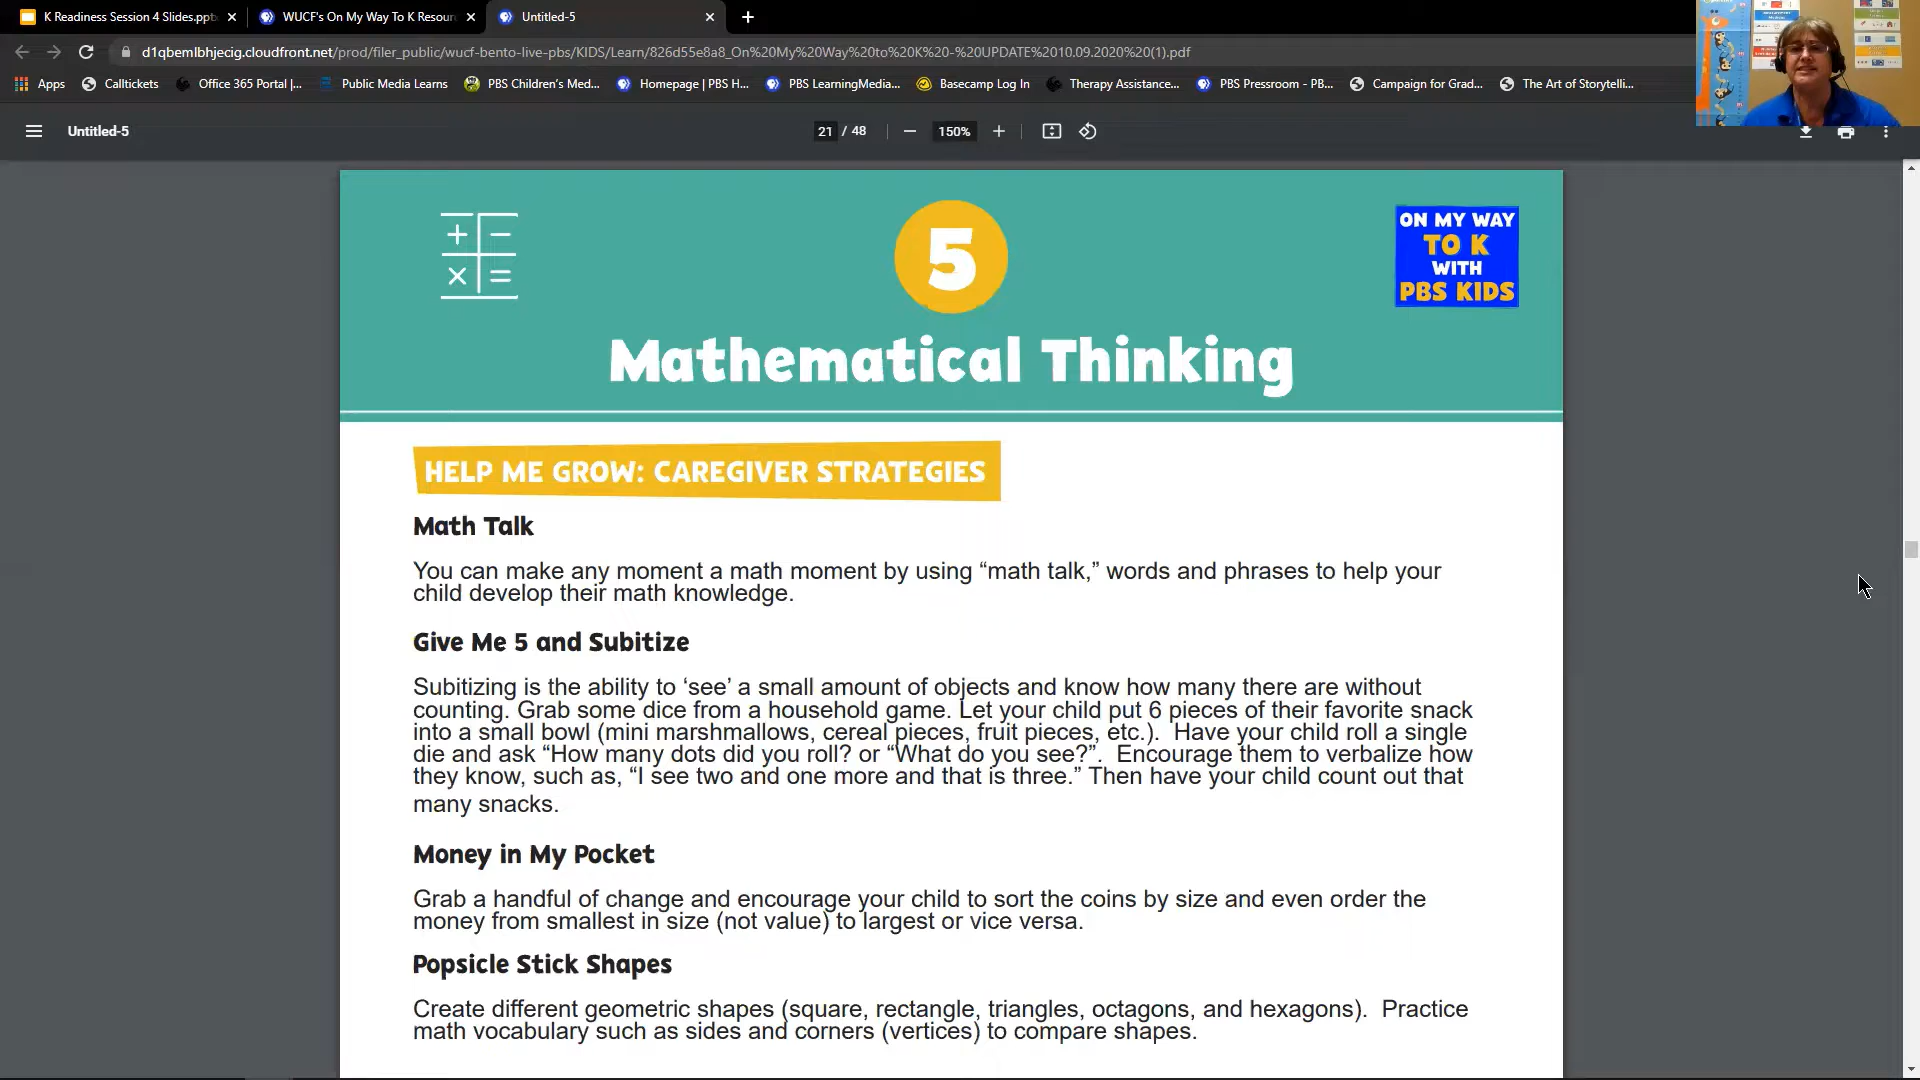 K Readiness Session 4 Slides.pptx
WUCF's On My Way To K Resour
Untitled-5
d1qbemlbhjecig.cloudfront.net/prod/filer_public/wucf-bento-live-pbs/KIDS/Learn/826d55e8a8_On%20My%20Way%20to%20K%20-%20UPDATE%2010.09.2020%20(1).pdf
Apps
Calltickets
Office 365 Portal |...
Public Media Learns
PBS Children's Med...
Homepage | PBS H...
PBS LearningMedia...
Basecamp Log In
Therapy Assistance...
PBS Pressroom - PB...
Campaign for Grad...
The Art of Storytelli...
Untitled-5
21 / 48
150%
+ −
× =
5
ON MY WAY
TO K
WITH
PBS KIDS
Mathematical Thinking
HELP ME GROW: CAREGIVER STRATEGIES
Math Talk
You can make any moment a math moment by using “math talk,” words and phrases to help your
child develop their math knowledge.
Give Me 5 and Subitize
Subitizing is the ability to ‘see’ a small amount of objects and know how many there are without
counting. Grab some dice from a household game. Let your child put 6 pieces of their favorite snack
into a small bowl (mini marshmallows, cereal pieces, fruit pieces, etc.).  Have your child roll a single
die and ask “How many dots did you roll? or “What do you see?”.  Encourage them to verbalize how
they know, such as, “I see two and one more and that is three.” Then have your child count out that
many snacks.
Money in My Pocket
Grab a handful of change and encourage your child to sort the coins by size and even order the
money from smallest in size (not value) to largest or vice versa.
Popsicle Stick Shapes
Create different geometric shapes (square, rectangle, triangles, octagons, and hexagons).  Practice
math vocabulary such as sides and corners (vertices) to compare shapes.